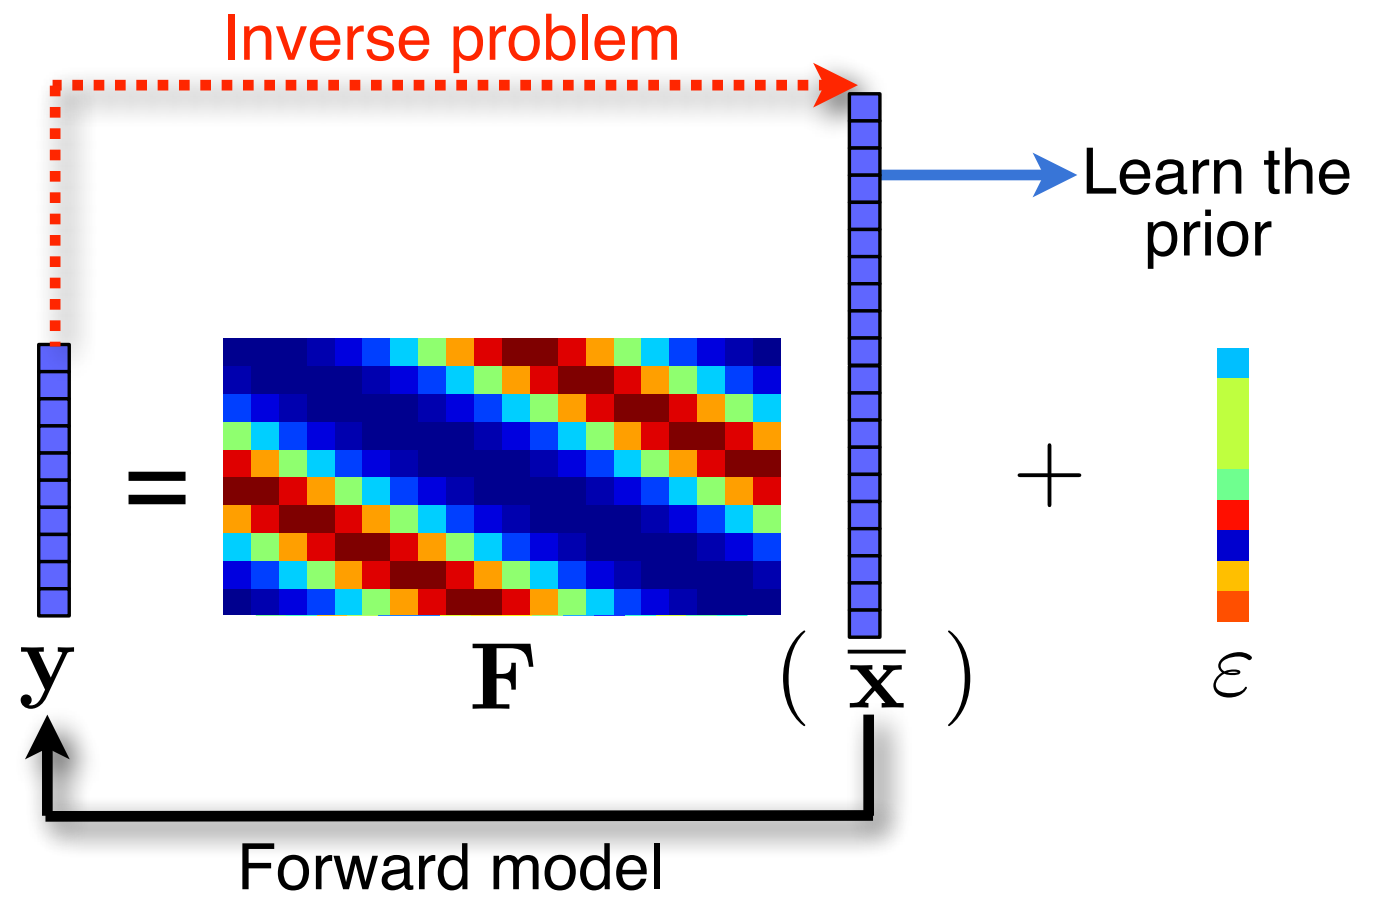 Inverse problem
Learn the
prior
=
+
y
F
( x̅ )
ε
Forward model